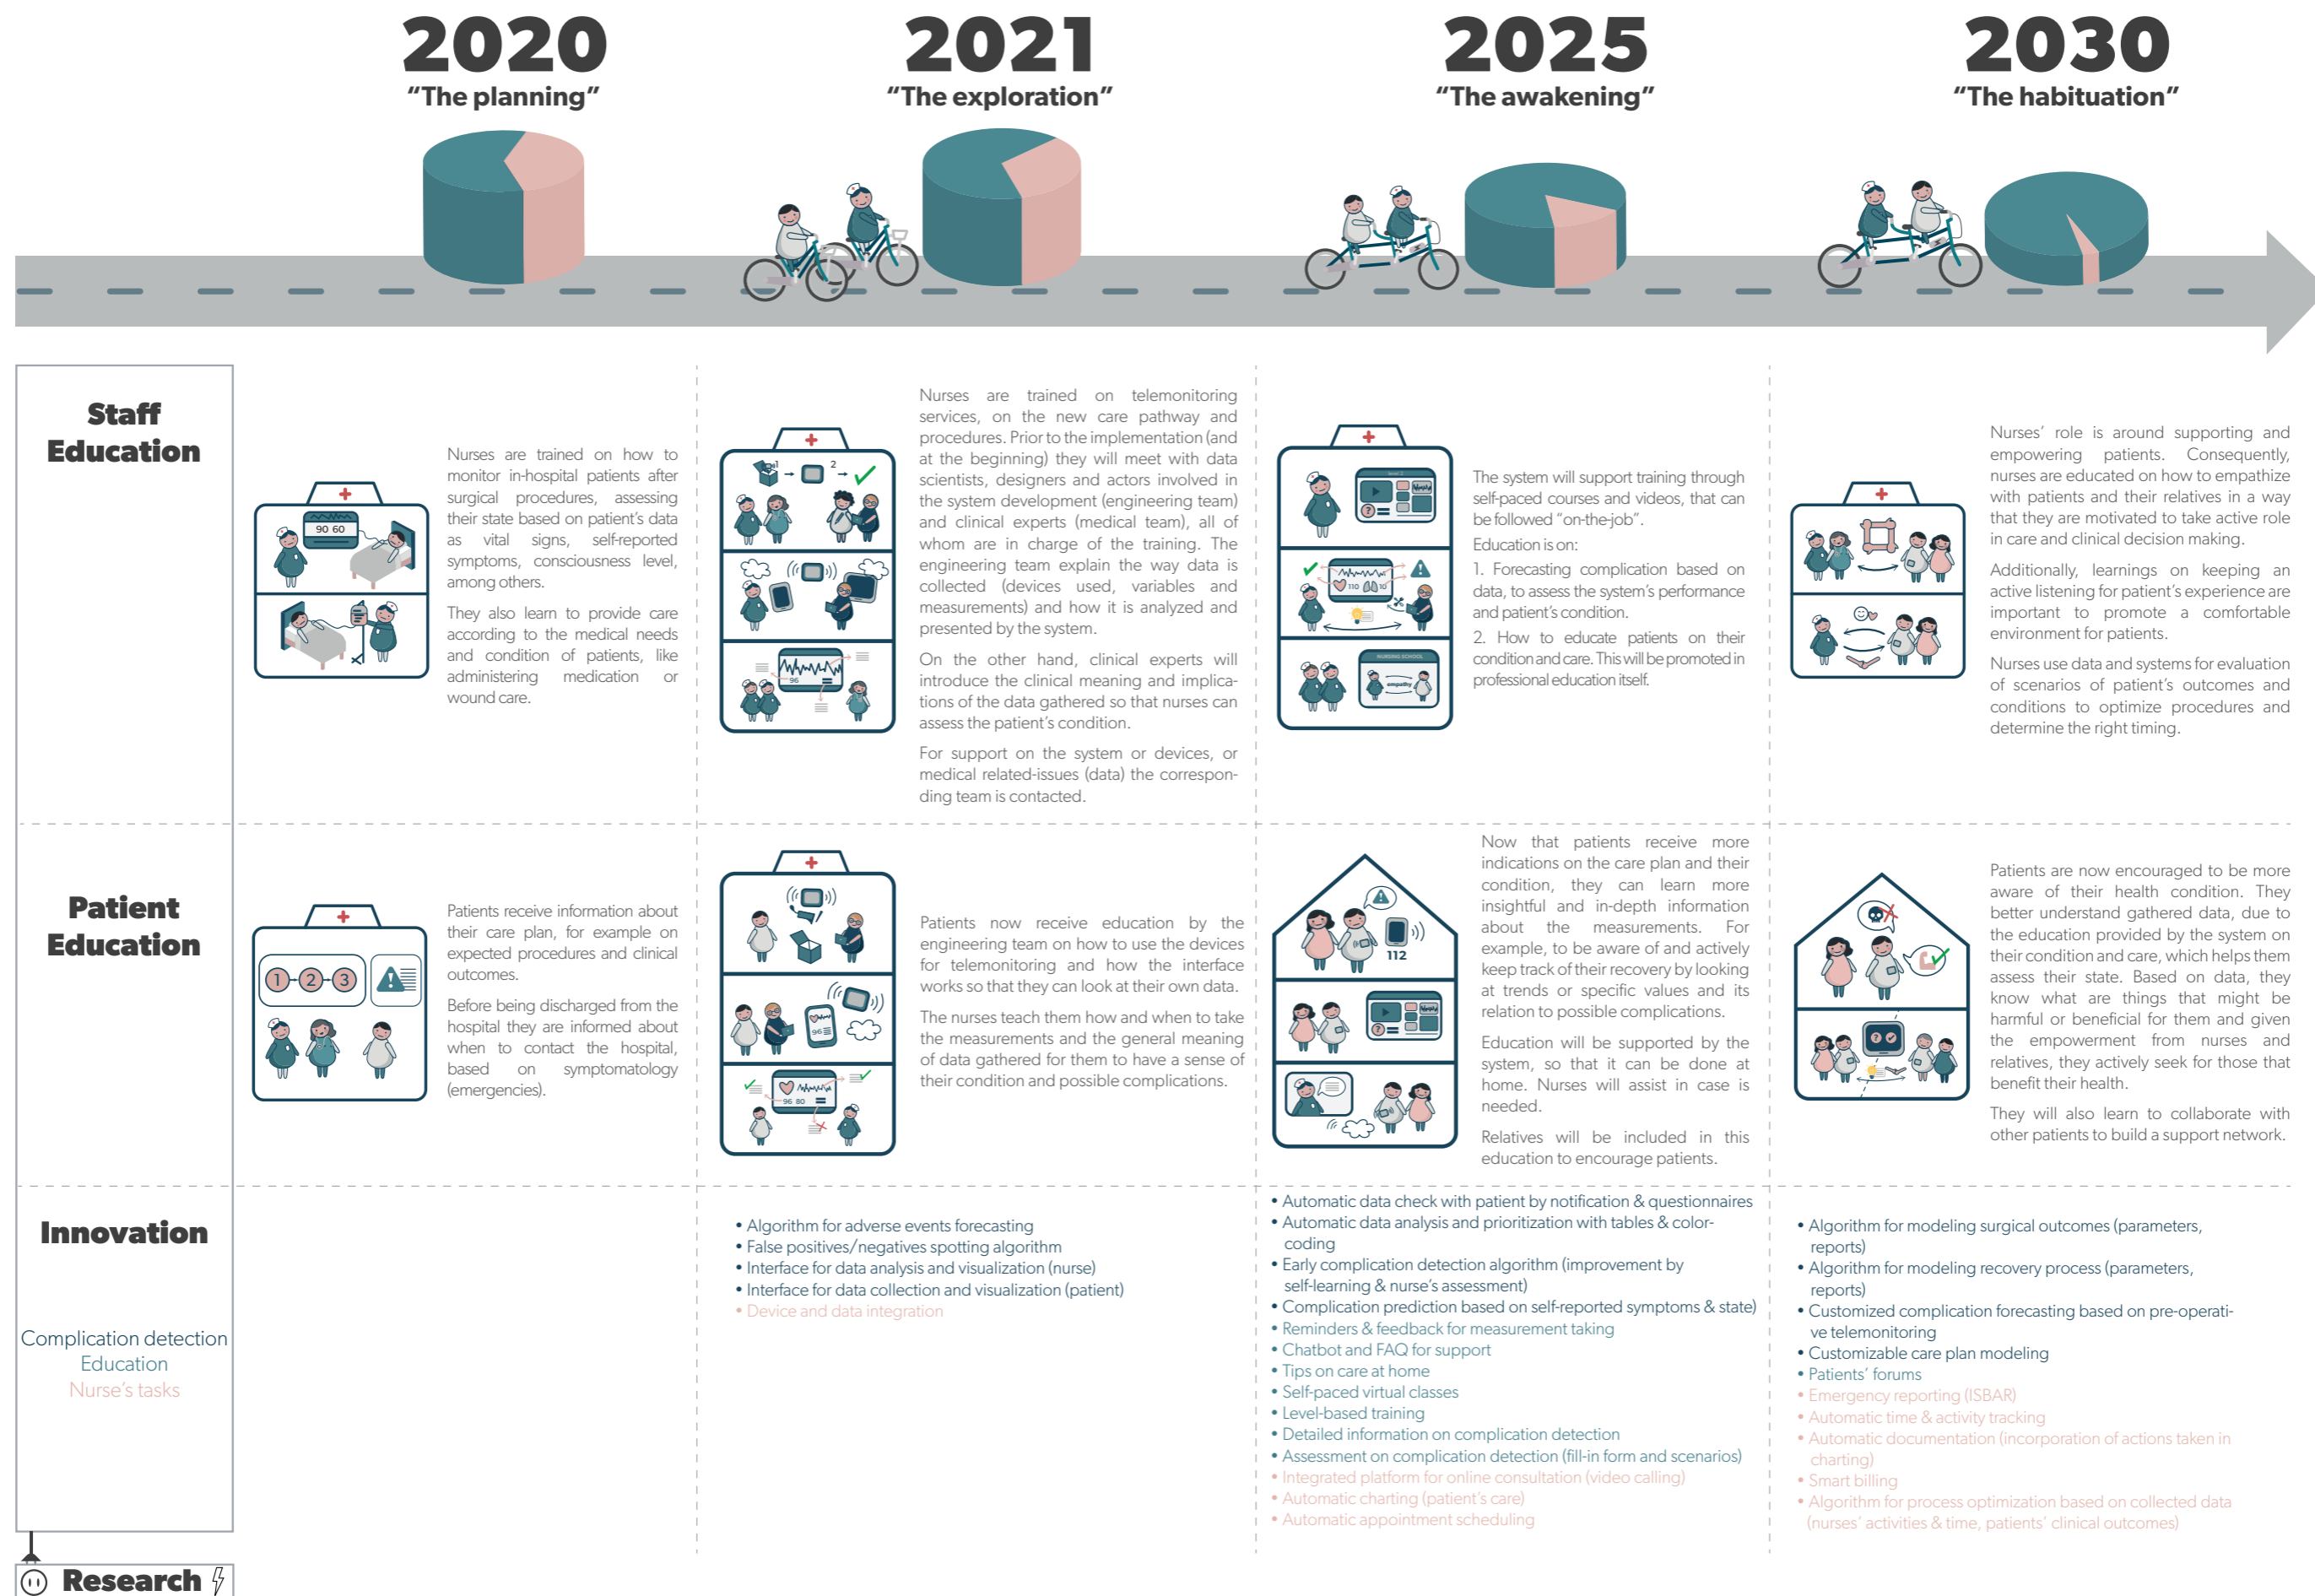 2020
“The planning”
2021
“The exploration”
2025
“The awakening”
2030
“The habituation”
Staff
Education
90 60
Nurses are trained on how to
monitor in-hospital patients after
surgical procedures, assessing
their state based on patient’s data
as vital signs, self-reported
symptoms, consciousness level,
among others.
They also learn to provide care
according to the medical needs
and condition of patients, like
administering medication or
wound care.
1
2
96
Nurses are trained on telemonitoring
services, on the new care pathway and
procedures. Prior to the implementation (and
at the beginning) they will meet with data
scientists, designers and actors involved in
the system development (engineering team)
and clinical experts (medical team), all of
whom are in charge of the training. The
engineering team explain the way data is
collected (devices used, variables and
measurements) and how it is analyzed and
presented by the system.
On the other hand, clinical experts will
introduce the clinical meaning and implica-
tions of the data gathered so that nurses can
assess the patient’s condition.
For support on the system or devices, or
medical related-issues (data) the correspon-
ding team is contacted.
?
110
10
NURSING SCHOOL
empathy
The system will support training through
self-paced courses and videos, that can
be followed “on-the-job”.
Education is on:
1. Forecasting complication based on
data, to assess the system’s performance
and patient’s condition.
2. How to educate patients on their
condition and care. This will be promoted in
professional education itself.
Nurses’ role is around supporting and
empowering patients. Consequently,
nurses are educated on how to empathize
with patients and their relatives in a way
that they are motivated to take active role
in care and clinical decision making.
Additionally, learnings on keeping an
active listening for patient’s experience are
important to promote a comfortable
environment for patients.
Nurses use data and systems for evaluation
of scenarios of patient’s outcomes and
conditions to optimize procedures and
determine the right timing.
Patient
Education
1 2 3
Patients receive information about
their care plan, for example on
expected procedures and clinical
outcomes.
Before being discharged from the
hospital they are informed about
when to contact the hospital,
based on symptomatology
(emergencies).
96
96 80
Patients now receive education by the
engineering team on how to use the devices
for telemonitoring and how the interface
works so that they can look at their own data.
The nurses teach them how and when to take
the measurements and the general meaning
of data gathered for them to have a sense of
their condition and possible complications.
112
?
Now that patients receive more
indications on the care plan and their
condition, they can learn more
insightful and in-depth information
about the measurements. For
example, to be aware of and actively
keep track of their recovery by looking
at trends or specific values and its
relation to possible complications.
Education will be supported by the
system, so that it can be done at
home. Nurses will assist in case is
needed.
Relatives will be included in this
education to encourage patients.
?
Patients are now encouraged to be more
aware of their health condition. They
better understand gathered data, due to
the education provided by the system on
their condition and care, which helps them
assess their state. Based on data, they
know what are things that might be
harmful or beneficial for them and given
the empowerment from nurses and
relatives, they actively seek for those that
benefit their health.
They will also learn to collaborate with
other patients to build a support network.
Innovation
Complication detection
Education
Nurse’s tasks
• Algorithm for adverse events forecasting
• False positives/negatives spotting algorithm
• Interface for data analysis and visualization (nurse)
• Interface for data collection and visualization (patient)
• Device and data integration
• Automatic data check with patient by notification & questionnaires
• Automatic data analysis and prioritization with tables & color-
coding
• Early complication detection algorithm (improvement by
self-learning & nurse’s assessment)
• Complication prediction based on self-reported symptoms & state)
• Reminders & feedback for measurement taking
• Chatbot and FAQ for support
• Tips on care at home
• Self-paced virtual classes
• Level-based training
• Detailed information on complication detection
• Assessment on complication detection (fill-in form and scenarios)
• Integrated platform for online consultation (video calling)
• Automatic charting (patient’s care)
• Automatic appointment scheduling
• Algorithm for modeling surgical outcomes (parameters,
reports)
• Algorithm for modeling recovery process (parameters,
reports)
• Customized complication forecasting based on pre-operati-
ve telemonitoring
• Customizable care plan modeling
• Patients’ forums
• Emergency reporting (ISBAR)
• Automatic time & activity tracking
• Automatic documentation (incorporation of actions taken in
charting)
• Smart billing
• Algorithm for process optimization based on collected data
(nurses’ activities & time, patients’ clinical outcomes)
Research